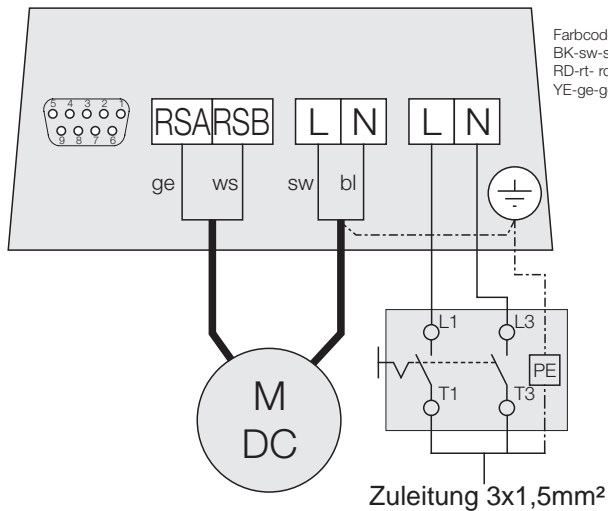 Farbcod
BK-sw-s
RD-rt- ro
YE-ge-ge
5 4 3 2 1
9 8 7 6
RSA RSB L N L N
ge ws sw bl
L1 L3
PE
T1 T3
M
DC
Zuleitung 3x1,5mm²